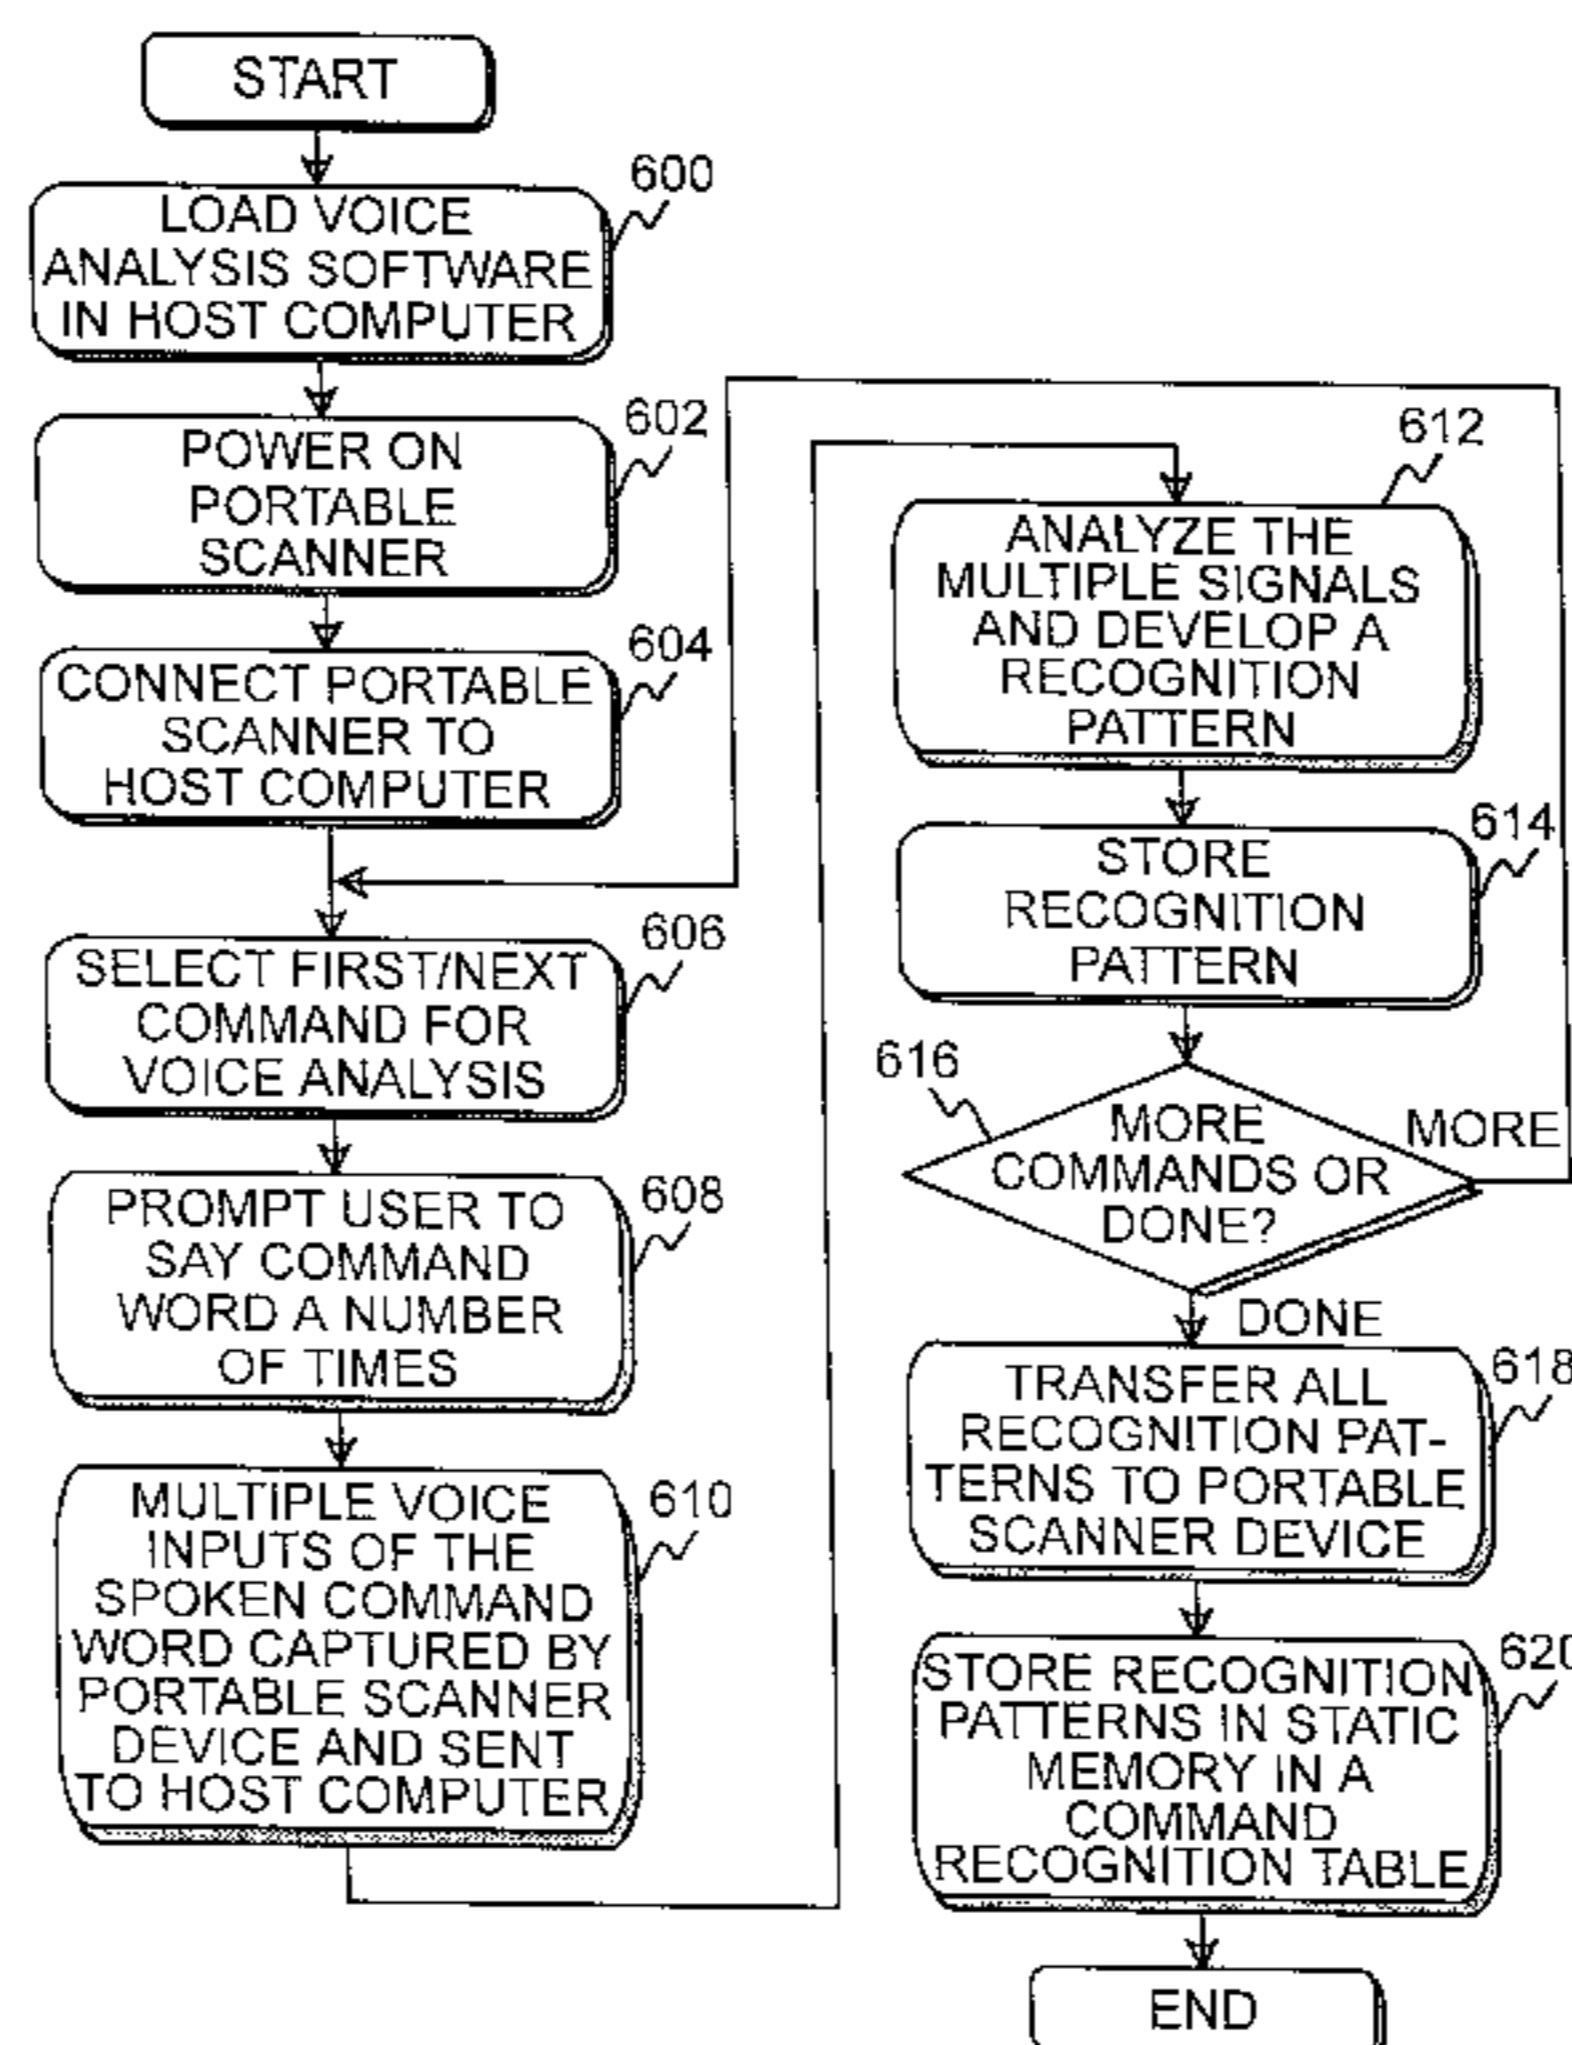 START
600
LOAD VOICE
ANALYSIS SOFTWARE
IN HOST COMPUTER
602
POWER ON
PORTABLE
SCANNER
604
CONNECT PORTABLE
SCANNER TO
HOST COMPUTER
606
SELECT FIRST/NEXT
COMMAND FOR
VOICE ANALYSIS
608
PROMPT USER TO
SAY COMMAND
WORD A NUMBER
OF TIMES
610
MULTIPLE VOICE
INPUTS OF THE
SPOKEN COMMAND
WORD CAPTURED BY
PORTABLE SCANNER
DEVICE AND SENT
TO HOST COMPUTER
612
ANALYZE THE
MULTIPLE SIGNALS
AND DEVELOP A
RECOGNITION
PATTERN
614
STORE
RECOGNITION
PATTERN
616
MORE
COMMANDS OR
DONE?
MORE
DONE
618
TRANSFER ALL
RECOGNITION PAT-
TERNS TO PORTABLE
SCANNER DEVICE
620
STORE RECOGNITION
PATTERNS IN STATIC
MEMORY IN A
COMMAND
RECOGNITION TABLE
END